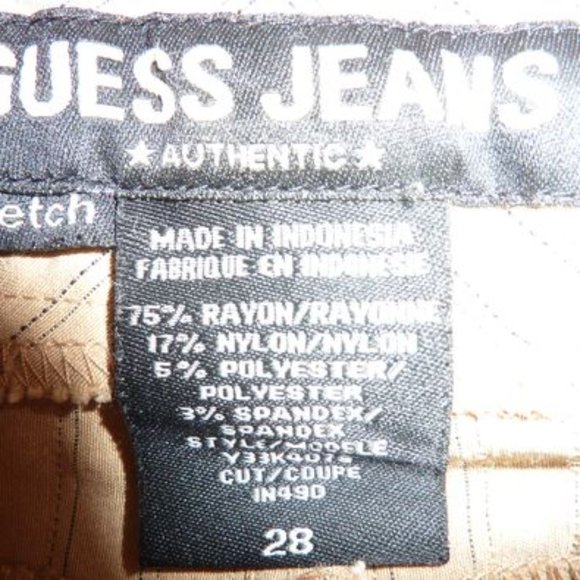 GUESS JEANS
★ AUTHENTIC ★
etch
MADE IN INDONESIA
FABRIQUE EN INDONESIE
75% RAYON/RAYONNE
17% NYLON/NYLON
5% POLYESTER/
POLYESTER
3% SPANDEX/
SPANDEX
STYLE/MODELE
CUT/COUPE
IN49D
28